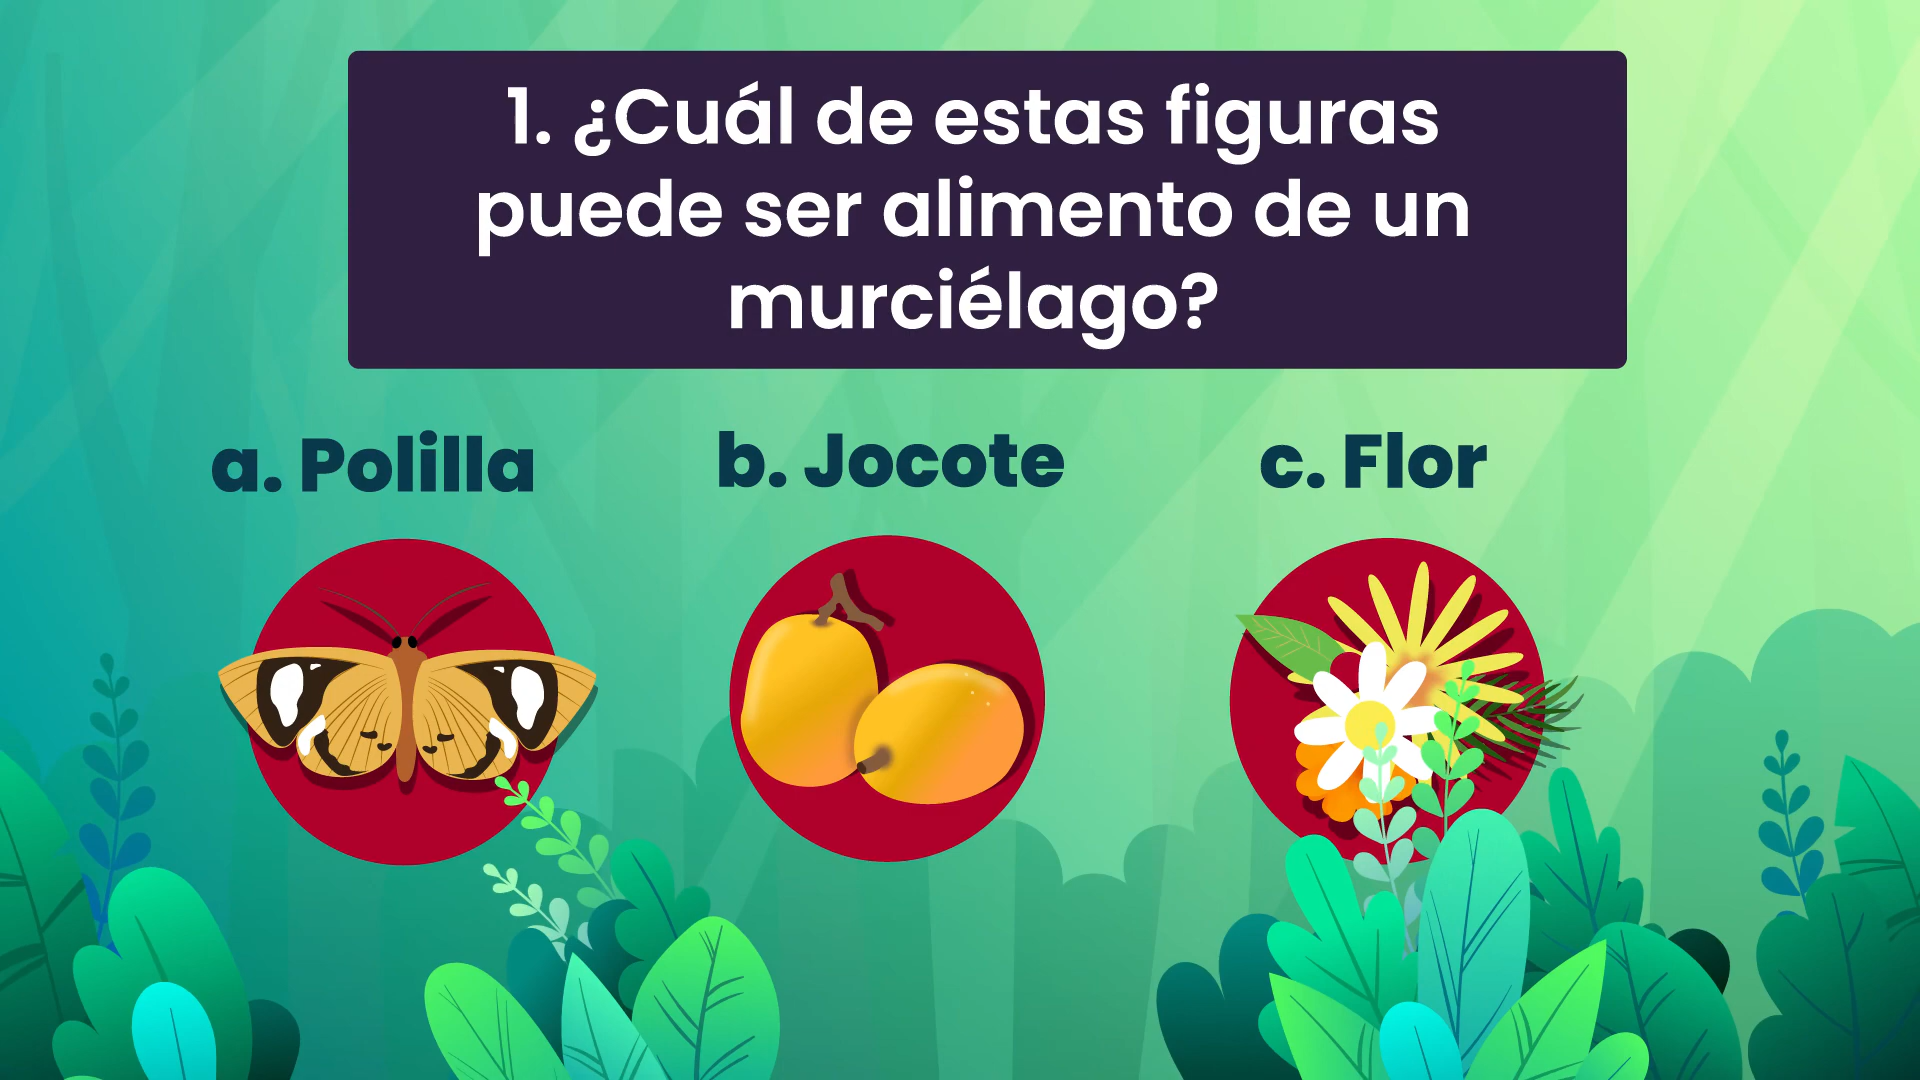 1. ¿Cuál de estas figuras
puede ser alimento de un
murciélago?
a. Polilla
b. Jocote
c. Flor